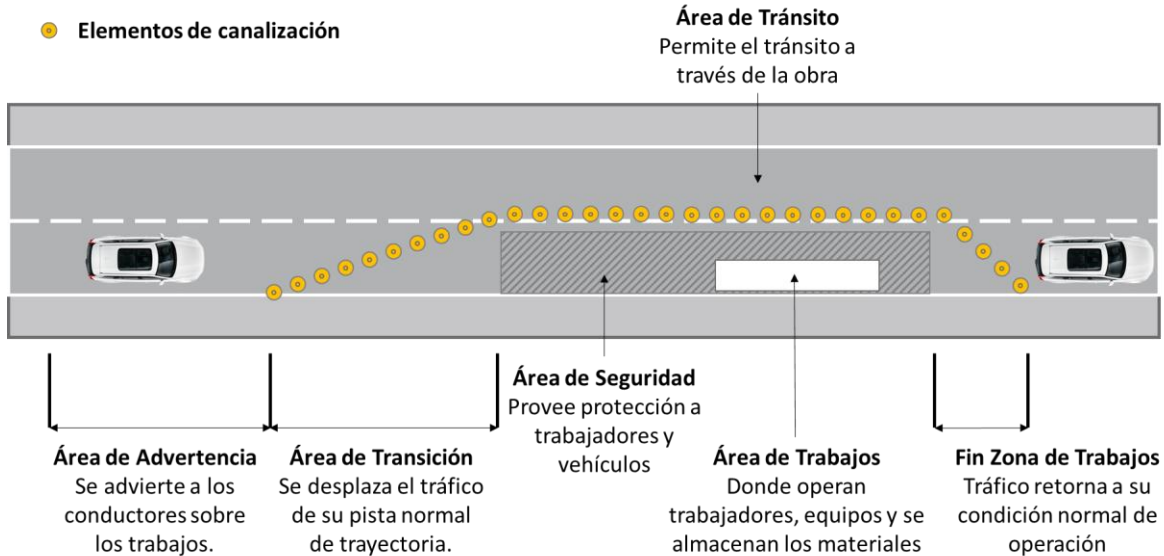 Elementos de canalización
Área de Tránsito
Permite el tránsito a
través de la obra
Área de Advertencia
Se advierte a los
conductores sobre
los trabajos.
Área de Transición
Se desplaza el tráfico
de su pista normal
de trayectoria.
Área de Seguridad
Provee protección a
trabajadores y
vehículos
Área de Trabajos
Donde operan
trabajadores, equipos y se
almacenan los materiales
Fin Zona de Trabajos
Tráfico retorna a su
condición normal de
operación